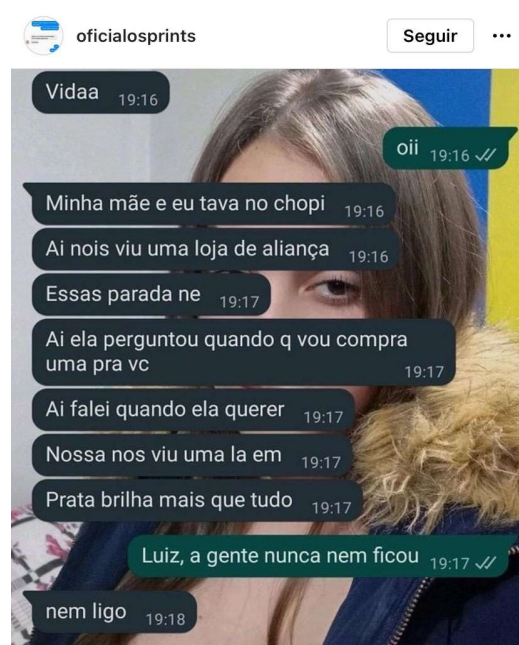 oficialosprints
Seguir
Vidaa 19:16
oii 19:16
Minha mãe e eu tava no chopi 19:16
Ai nois viu uma loja de aliança 19:16
Essas parada ne 19:17
Ai ela perguntou quando q vou compra
uma pra vc 19:17
Ai falei quando ela querer 19:17
Nossa nos viu uma la em 19:17
Prata brilha mais que tudo 19:17
Luiz, a gente nunca nem ficou 19:17
nem ligo 19:18